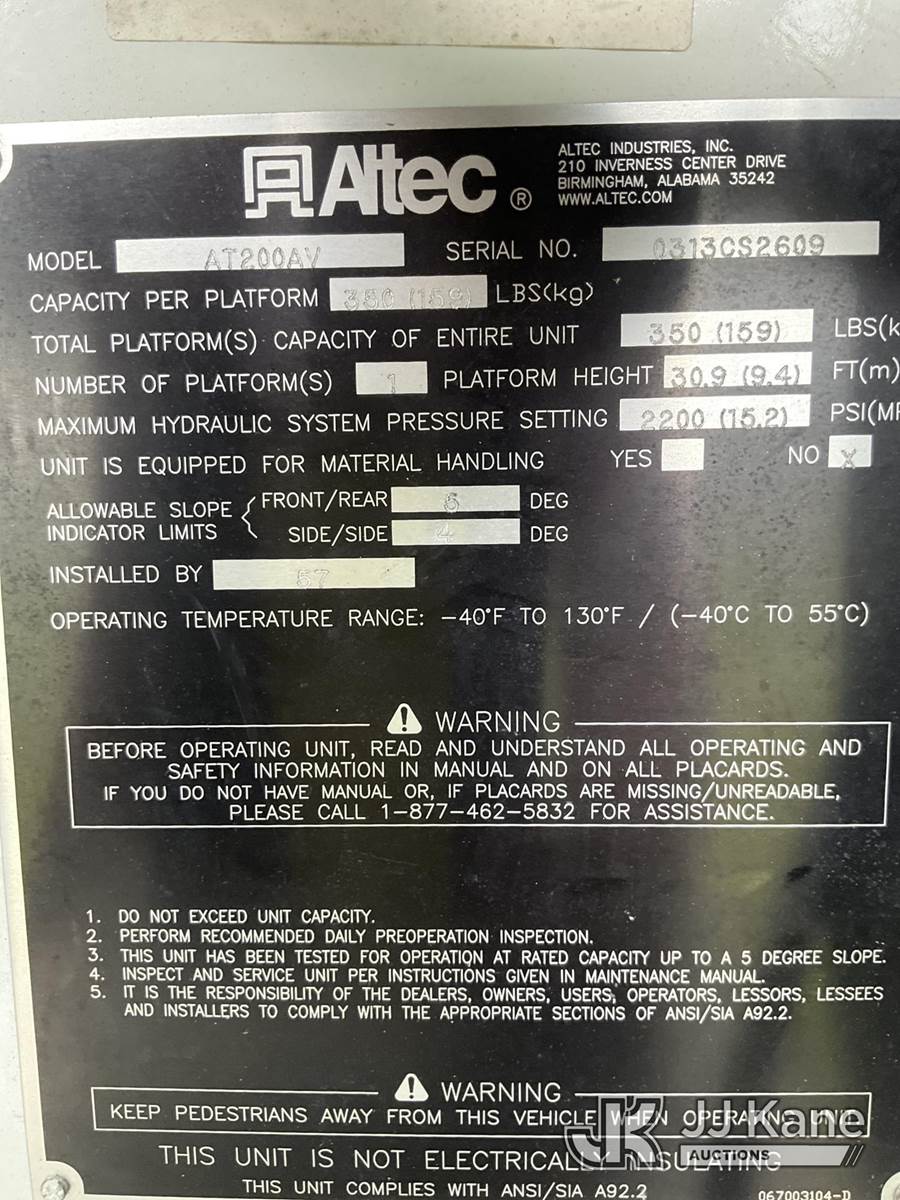 Altec ®
ALTEC INDUSTRIES, INC.
210 INVERNESS CENTER DRIVE
BIRMINGHAM, ALABAMA 35242
WWW.ALTEC.COM
MODEL AT200AV SERIAL NO. 0313CS2609
CAPACITY PER PLATFORM 350 (159) LBS(kg)
TOTAL PLATFORM(S) CAPACITY OF ENTIRE UNIT 350 (159) LBS(k
NUMBER OF PLATFORM(S) 1 PLATFORM HEIGHT 30.9 (9.4) FT(m)
MAXIMUM HYDRAULIC SYSTEM PRESSURE SETTING 2200 (15.2) PSI(MP
UNIT IS EQUIPPED FOR MATERIAL HANDLING YES NO X
ALLOWABLE SLOPE
INDICATOR LIMITS
FRONT/REAR DEG
SIDE/SIDE 4 DEG
INSTALLED BY 57
OPERATING TEMPERATURE RANGE: -40°F TO 130°F / (-40°C TO 55°C)
WARNING
BEFORE OPERATING UNIT, READ AND UNDERSTAND ALL OPERATING AND
SAFETY INFORMATION IN MANUAL AND ON ALL PLACARDS.
IF YOU DO NOT HAVE MANUAL OR, IF PLACARDS ARE MISSING/UNREADABLE,
PLEASE CALL 1-877-462-5832 FOR ASSISTANCE.
1. DO NOT EXCEED UNIT CAPACITY.
2. PERFORM RECOMMENDED DAILY PREOPERATION INSPECTION.
3. THIS UNIT HAS BEEN TESTED FOR OPERATION AT RATED CAPACITY UP TO A 5 DEGREE SLOPE.
4. INSPECT AND SERVICE UNIT PER INSTRUCTIONS GIVEN IN MAINTENANCE MANUAL.
5. IT IS THE RESPONSIBILITY OF THE DEALERS, OWNERS, USERS, OPERATORS, LESSORS, LESSEES
AND INSTALLERS TO COMPLY WITH THE APPROPRIATE SECTIONS OF ANSI/SIA A92.2.
WARNING
KEEP PEDESTRIANS AWAY FROM THIS VEHICLE WHEN OPERATING UNIT.
THIS UNIT IS NOT ELECTRICALLY INSULATING
THIS UNIT COMPLIES WITH ANSI/SIA A92.2
067003104-D
JK JJ Kane
AUCTIONS